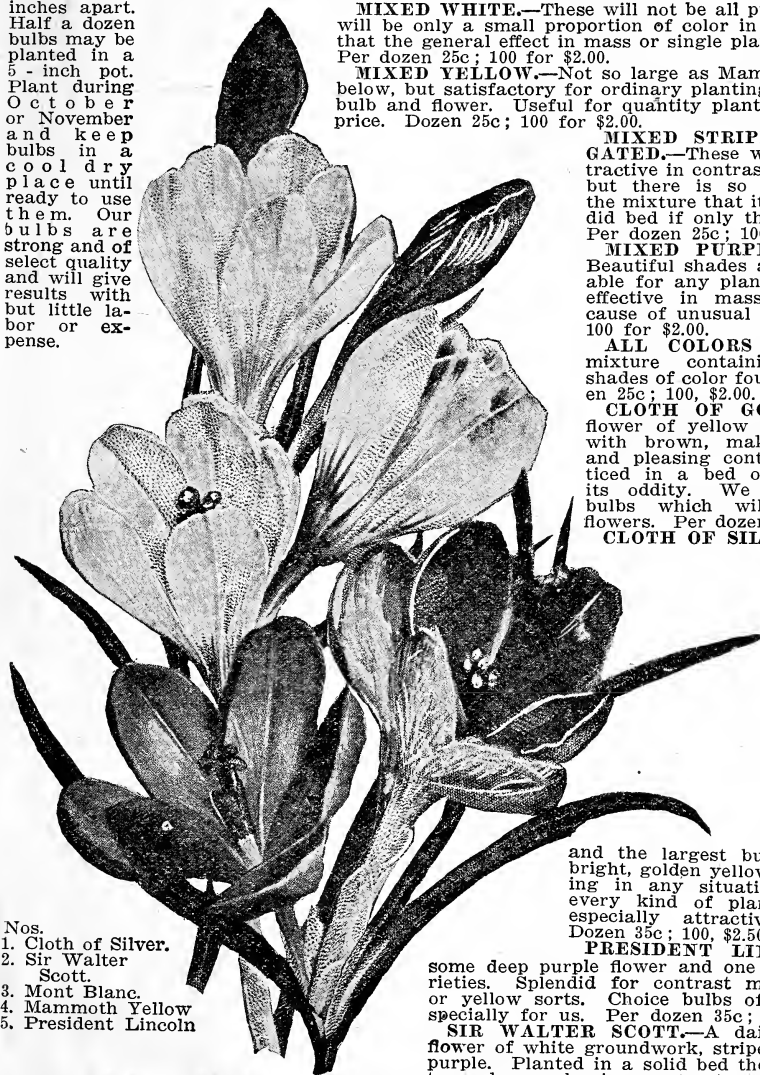 inches apart.
Half a dozen
bulbs may be
planted in a
5 - inch pot.
Plant during
October
or November
and keep
bulbs in a
cool dry
place until
ready to use
them. Our
bulbs are
strong and of
select quality
and will give
results with
but little la-
bor or ex-
pense.
MIXED WHITE.—These will not be all p
will be only a small proportion of color in
that the general effect in mass or single pla
Per dozen 25c; 100 for $2.00.
MIXED YELLOW.—Not so large as Mam
below, but satisfactory for ordinary planting
bulb and flower. Useful for quantity plant
price. Dozen 25c; 100 for $2.00.
MIXED STRIP
GATED.—These w
tractive in contras
but there is so
the mixture that it
did bed if only th
Per dozen 25c; 10
MIXED PURP
Beautiful shades a
able for any plan
effective in mass
cause of unusual
100 for $2.00.
ALL COLORS
mixture containi
shades of color fou
en 25c; 100, $2.00.
CLOTH OF GO
flower of yellow
with brown, mak
and pleasing cont
ticed in a bed o
its oddity. We
bulbs which wil
flowers. Per dozen
CLOTH OF SIL
and the largest bu
bright, golden yellow
ing in any situati
every kind of plan
especially attractiv
Dozen 35c; 100, $2.50
PRESIDENT LI
some deep purple flower and one
rieties. Splendid for contrast m
or yellow sorts. Choice bulbs of
specially for us. Per dozen 35c;
SIR WALTER SCOTT.—A dai
flower of white groundwork, stripe
purple. Planted in a solid bed the
Nos.
1. Cloth of Silver.
2. Sir Walter
Scott.
3. Mont Blanc.
4. Mammoth Yellow
5. President Lincoln